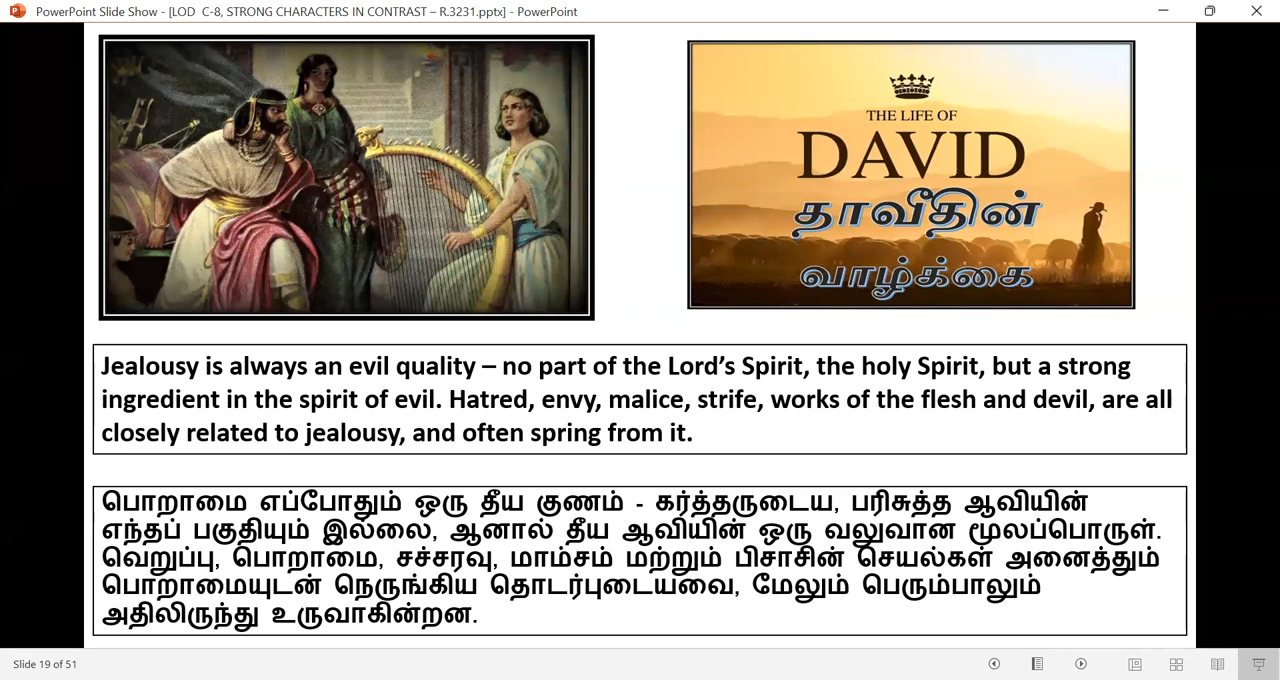 PowerPoint Slide Show - [LOD C-8, STRONG CHARACTERS IN CONTRAST – R.3231.pptx] - PowerPoint
THE LIFE OF
DAVID
தாவீதின்
வாழ்க்கை
Jealousy is always an evil quality – no part of the Lord’s Spirit, the holy Spirit, but a strong
ingredient in the spirit of evil. Hatred, envy, malice, strife, works of the flesh and devil, are all
closely related to jealousy, and often spring from it.
பொறாமை எப்போதும் ஒரு தீய குணம் - கர்த்தருடைய, பரிசுத்த ஆவியின்
எந்தப் பகுதியும் இல்லை, ஆனால் தீய ஆவியின் ஒரு வலுவான மூலப்பொருள்.
வெறுப்பு, பொறாமை, சச்சரவு, மாம்சம் மற்றும் பிசாசின் செயல்கள் அனைத்தும்
பொறாமையுடன் நெருங்கிய தொடர்புடையவை, மேலும் பெரும்பாலும்
அதிலிருந்து உருவாகின்றன.
Slide 19 of 51